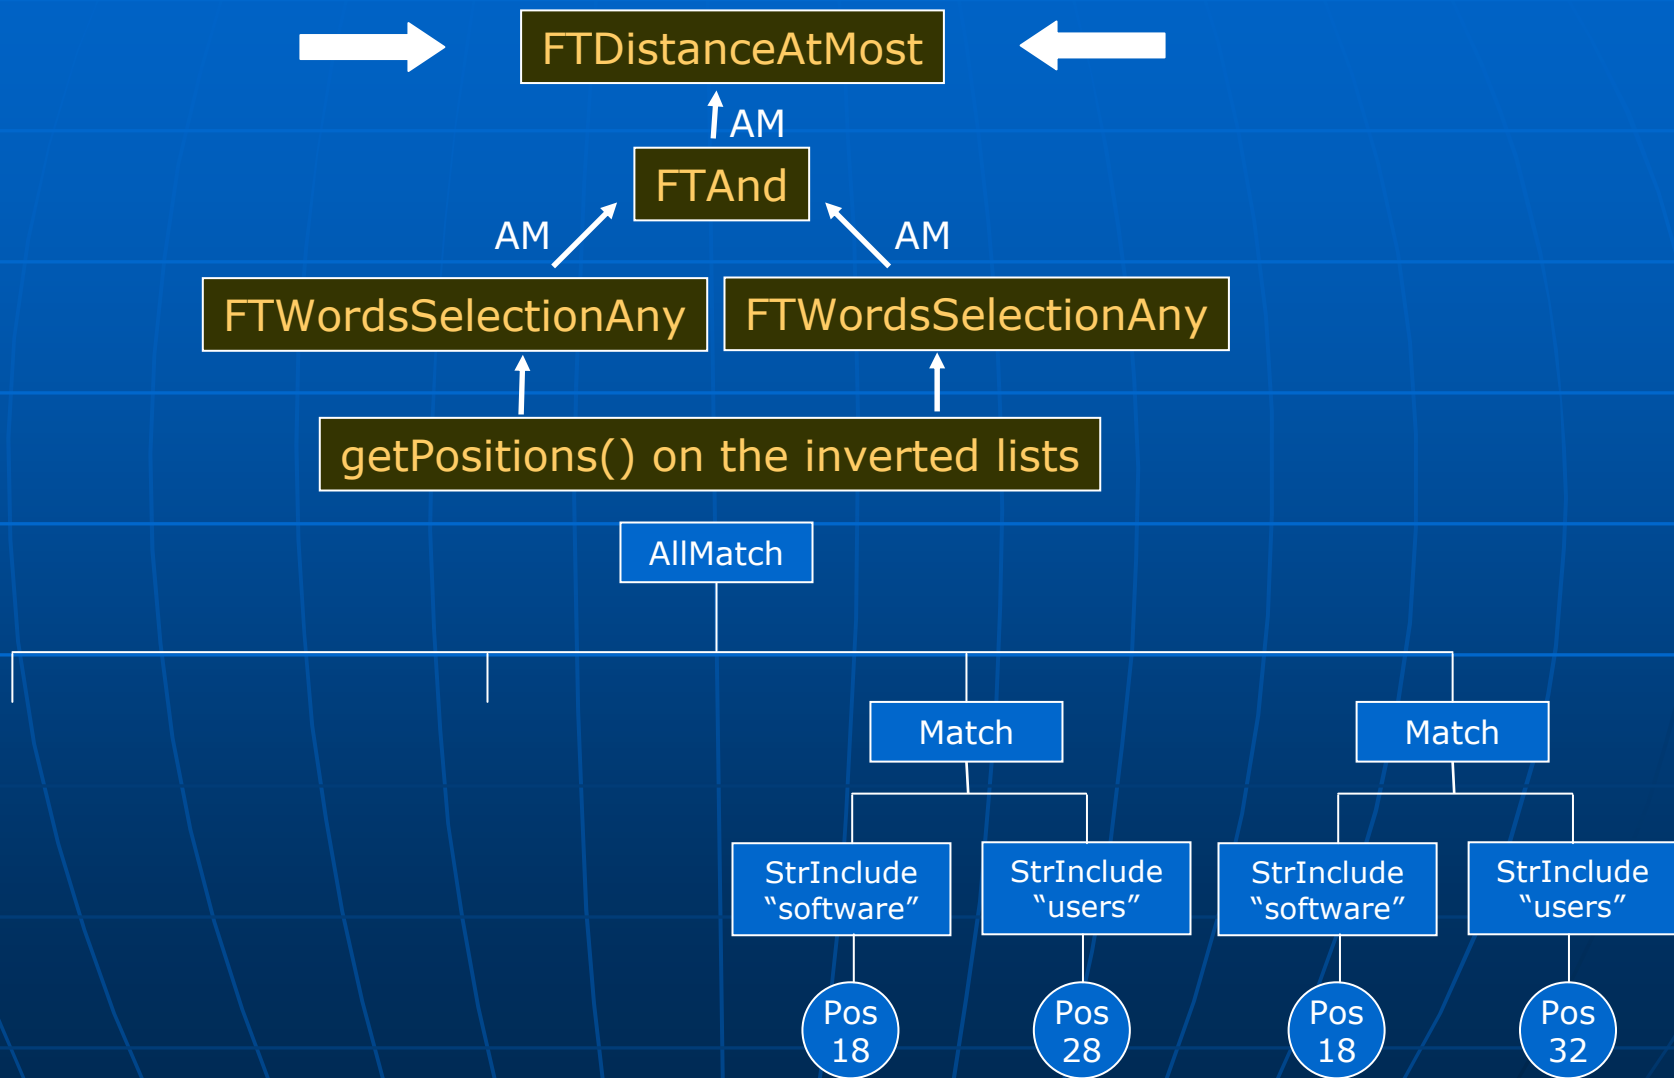 FTDistanceAtMost
AM
FTAnd
AM
AM
FTWordsSelectionAny
FTWordsSelectionAny
getPositions() on the inverted lists
AllMatch
Match
Match
StrInclude
“software”
StrInclude
“users”
StrInclude
“software”
StrInclude
“users”
Pos
18
Pos
28
Pos
18
Pos
32